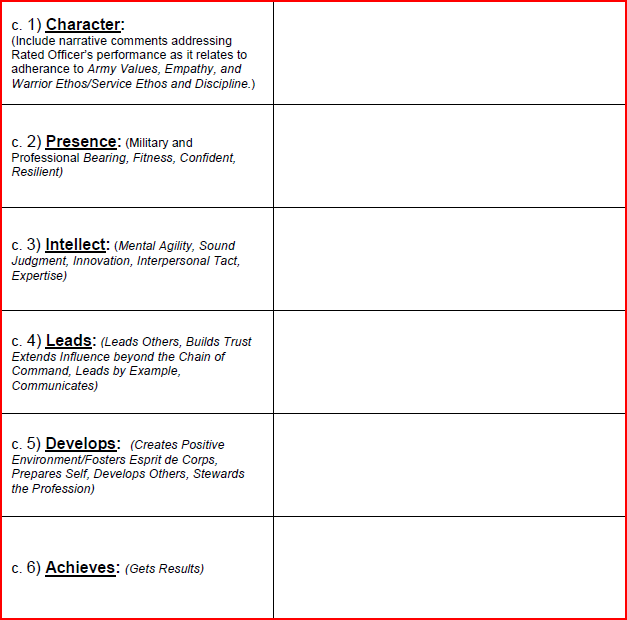 c. 1) Character:
(Include narrative comments addressing
Rated Officer's performance as it relates to
adherance to Army Values, Empathy, and
Warrior Ethos/Service Ethos and Discipline.)
c. 2) Presence: (Military and
Professional Bearing, Fitness, Confident,
Resilient)
c. 3) Intellect: (Mental Agility, Sound
Judgment, Innovation, Interpersonal Tact,
Expertise)
c. 4) Leads: (Leads Others, Builds Trust
Extends Influence beyond the Chain of
Command, Leads by Example,
Communicates)
c. 5) Develops: (Creates Positive
Environment/Fosters Esprit de Corps,
Prepares Self, Develops Others, Stewards
the Profession)
c. 6) Achieves: (Gets Results)